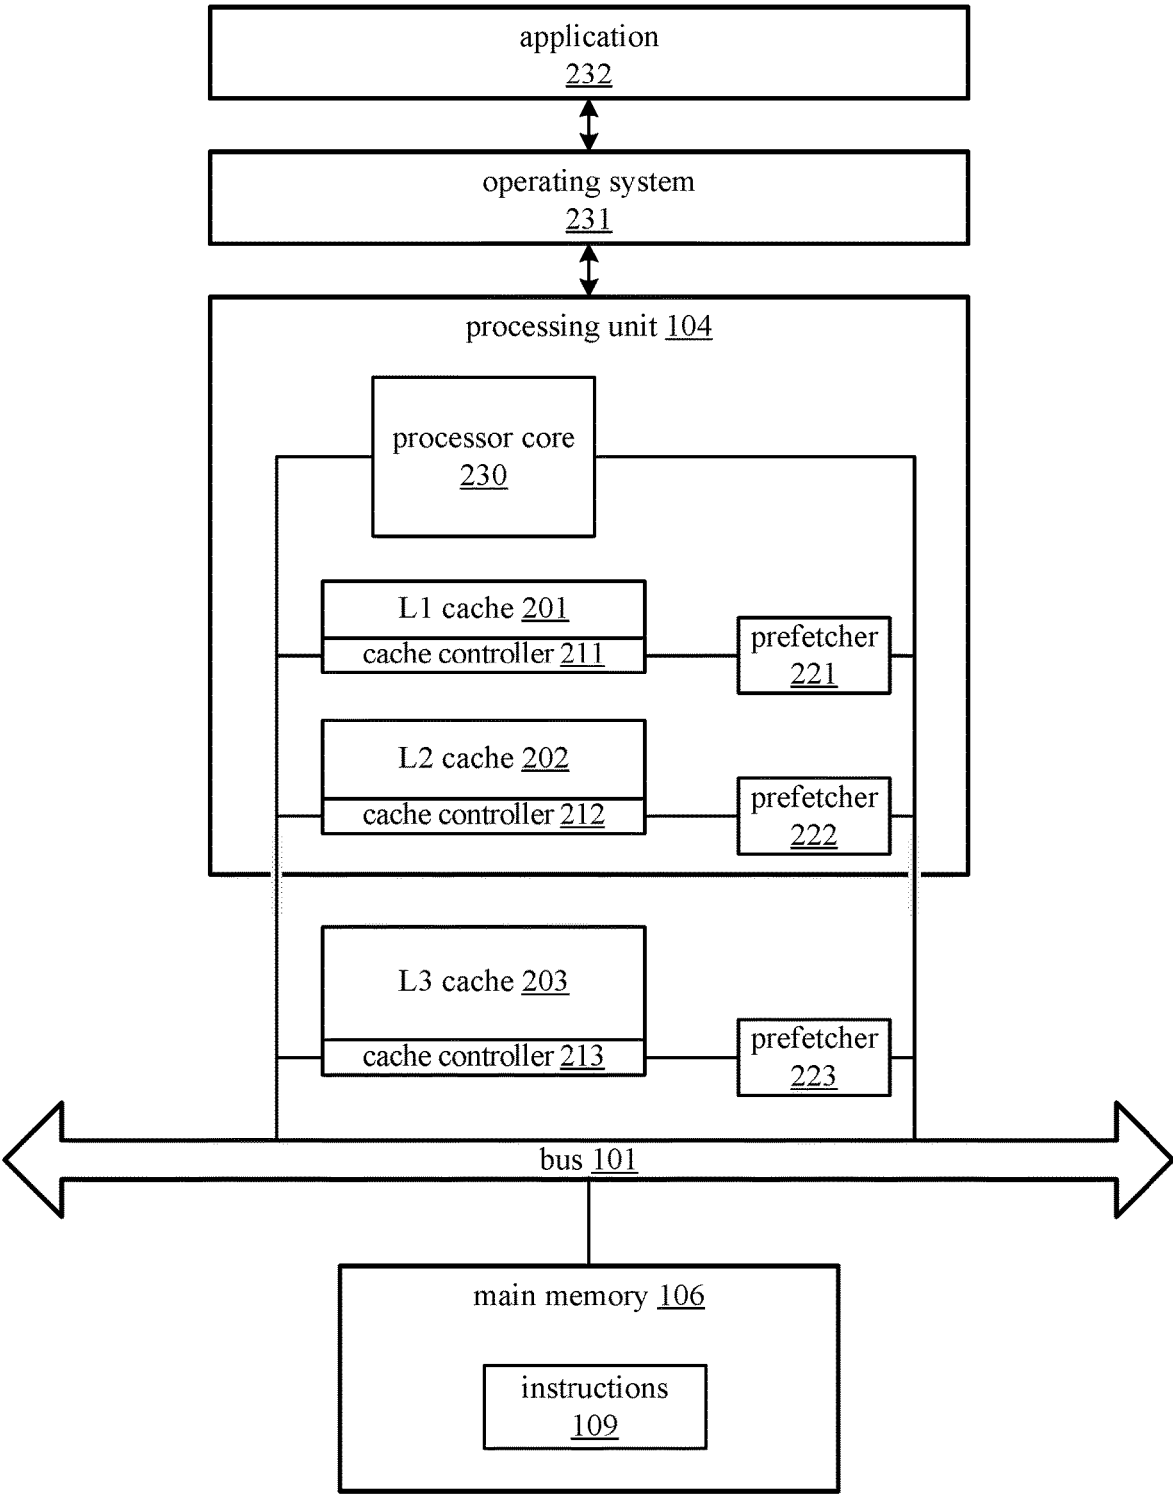 application
232
operating system
231
processing unit 104
processor core
230
L1 cache 201
cache controller 211
prefetcher
221
L2 cache 202
cache controller 212
prefetcher
222
L3 cache 203
cache controller 213
prefetcher
223
bus 101
main memory 106
instructions
109